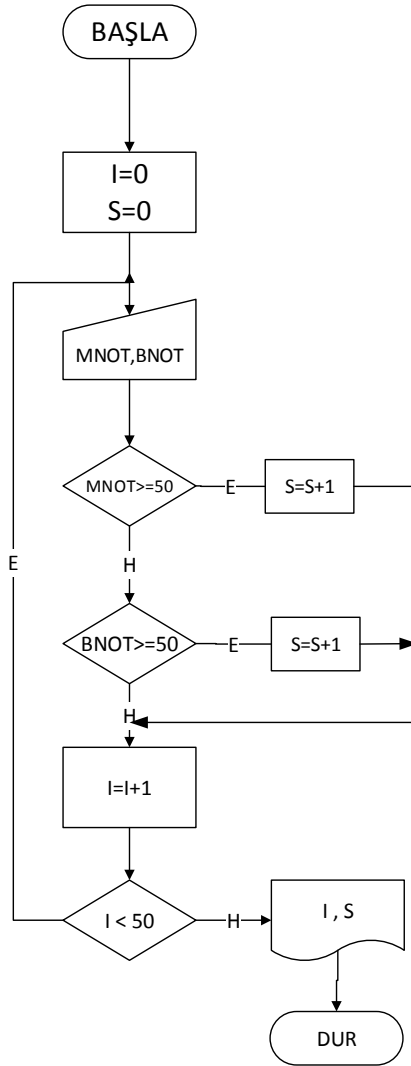 BAŞLA
I=0
S=0
MNOT,BNOT
MNOT>=50
E
S=S+1
H
E
BNOT>=50
E
S=S+1
H
I=I+1
I < 50
H
I , S
DUR